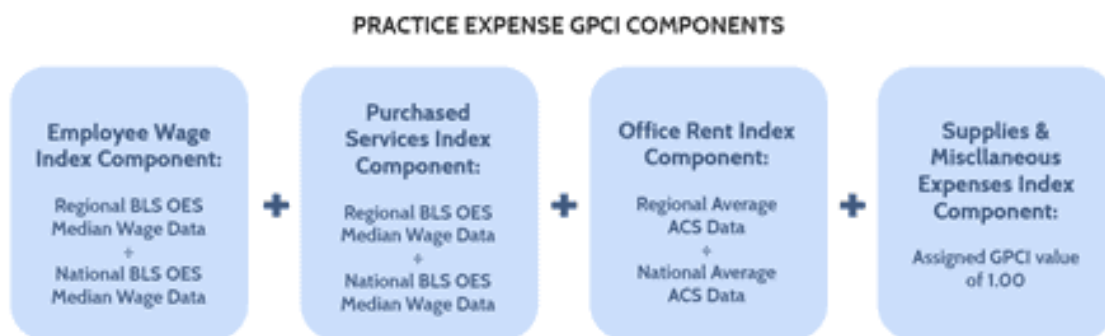 PRACTICE EXPENSE GPCI COMPONENTS
Employee Wage
Index Component:
Regional BLS OES
Median Wage Data
÷
National BLS OES
Median Wage Data
+
Purchased
Services Index
Component:
Regional BLS OES
Median Wage Data
÷
National BLS OES
Median Wage Data
+
Office Rent Index
Component:
Regional Average
ACS Data
÷
National Average
ACS Data
+
Supplies &
Miscllaneous
Expenses Index
Component:
Assigned GPCI value
of 1.00